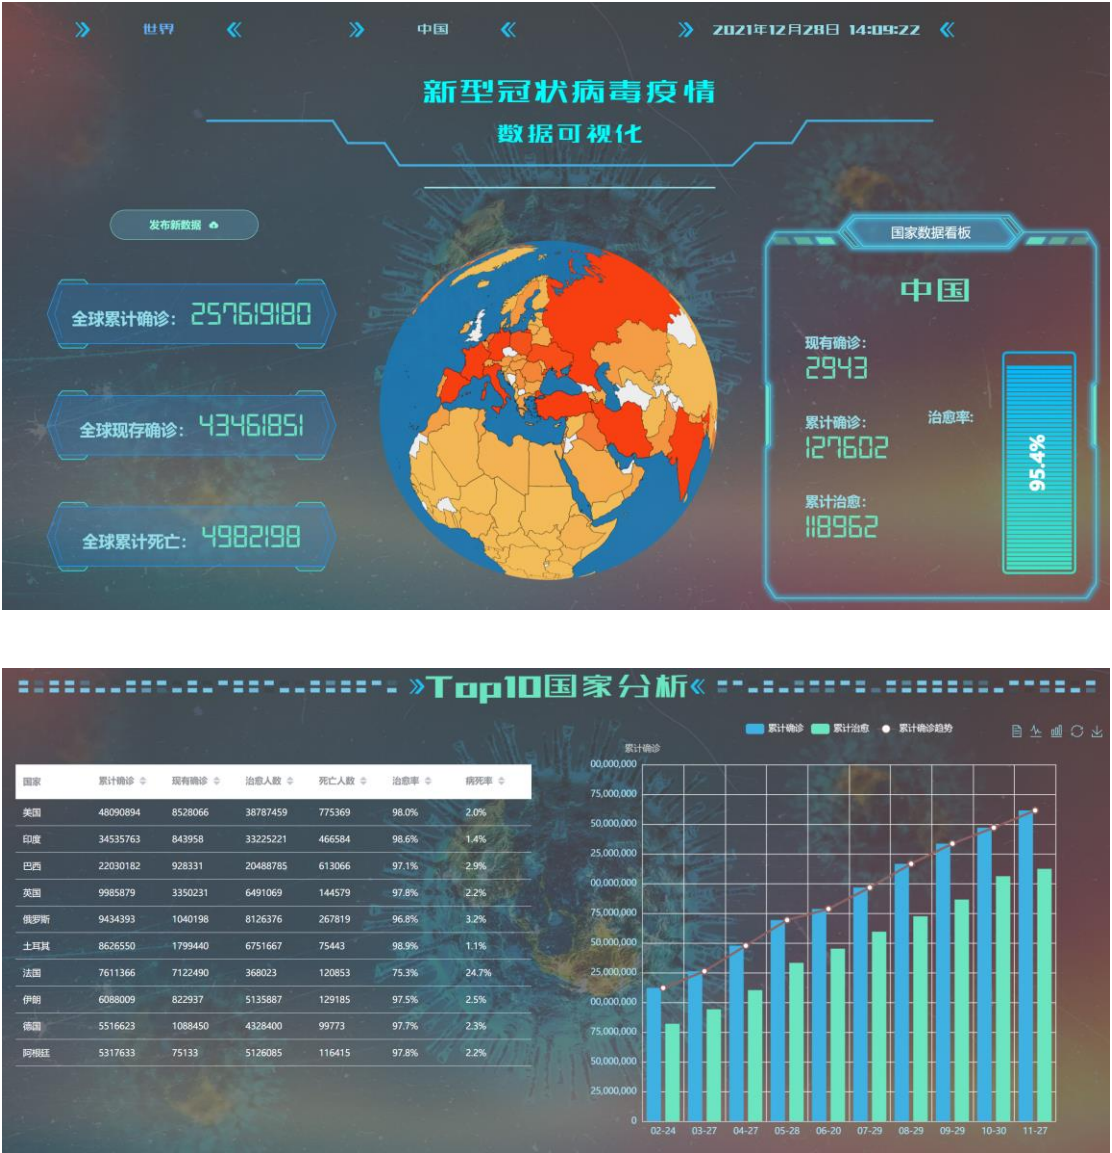 世界 中国 2021年12月28日 14:09:22
新型冠状病毒疫情
数据可视化
发布新数据
全球累计确诊: 257619180
全球现存确诊: 43461851
全球累计死亡: 4982198
国家数据看板
中国
现有确诊:
2943
累计确诊:
127602
累计治愈:
118962
治愈率:
95.4%
Top10国家分析
国家 累计确诊 现有确诊 治愈人数 死亡人数 治愈率 病死率
美国 48090894 8528066 38787459 775369 98.0% 2.0%
印度 34535763 843958 33225221 466584 98.6% 1.4%
巴西 22030182 928331 20488785 613066 97.1% 2.9%
英国 9985879 3350231 6491069 144579 97.8% 2.2%
俄罗斯 9434393 1040198 8126376 267819 96.8% 3.2%
土耳其 8626550 1799440 6751667 75443 98.9% 1.1%
法国 7611366 7122490 368023 120853 75.3% 24.7%
伊朗 6088009 822937 5135887 129185 97.5% 2.5%
德国 5516623 1088450 4328400 99773 97.7% 2.3%
阿根廷 5317633 75133 5126085 116415 97.8% 2.2%
累计确诊 累计治愈 累计确诊趋势
累计确诊
00,000,000
75,000,000
50,000,000
25,000,000
00,000,000
75,000,000
50,000,000
25,000,000
00,000,000
75,000,000
50,000,000
25,000,000
0
02-24 03-27 04-27 05-28 06-20 07-29 08-29 09-29 10-30 11-27